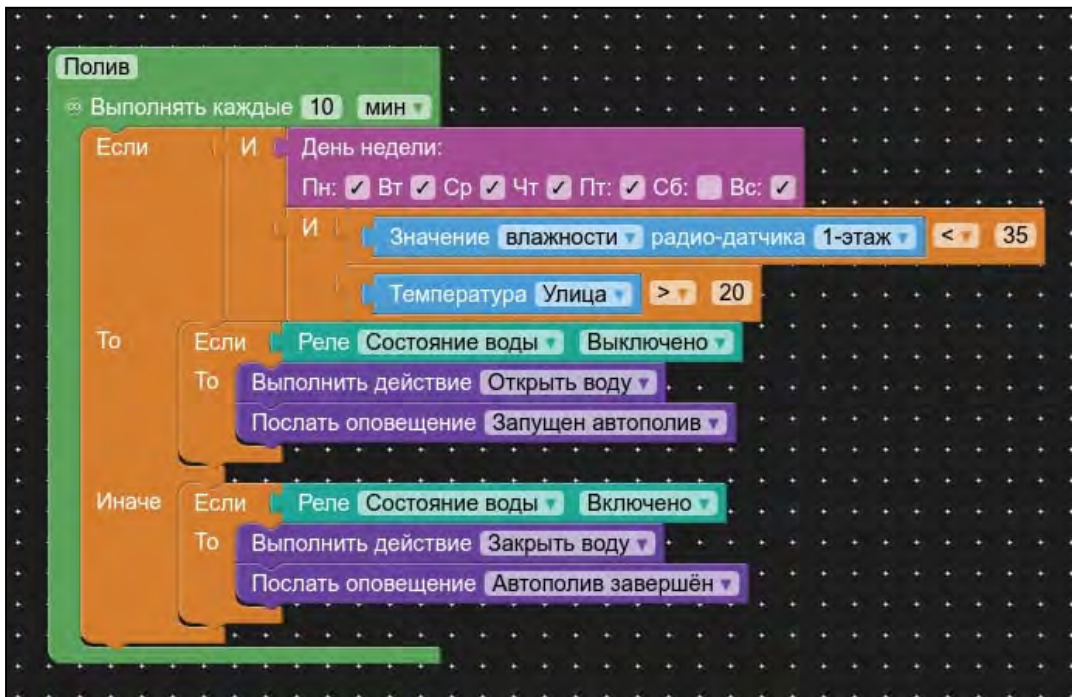 Полив
Выполнять каждые 10 мин
Если И День недели:
Пн: Вт Ср Чт Пт: Сб: Вс:
И Значение влажности радио-датчика 1-этаж < 35
Температура Улица > 20
То Если Реле Состояние воды Выключено
То Выполнить действие Открыть воду
Послать оповещение Запущен автополив
Иначе Если Реле Состояние воды Включено
То Выполнить действие Закрыть воду
Послать оповещение Автополив завершён